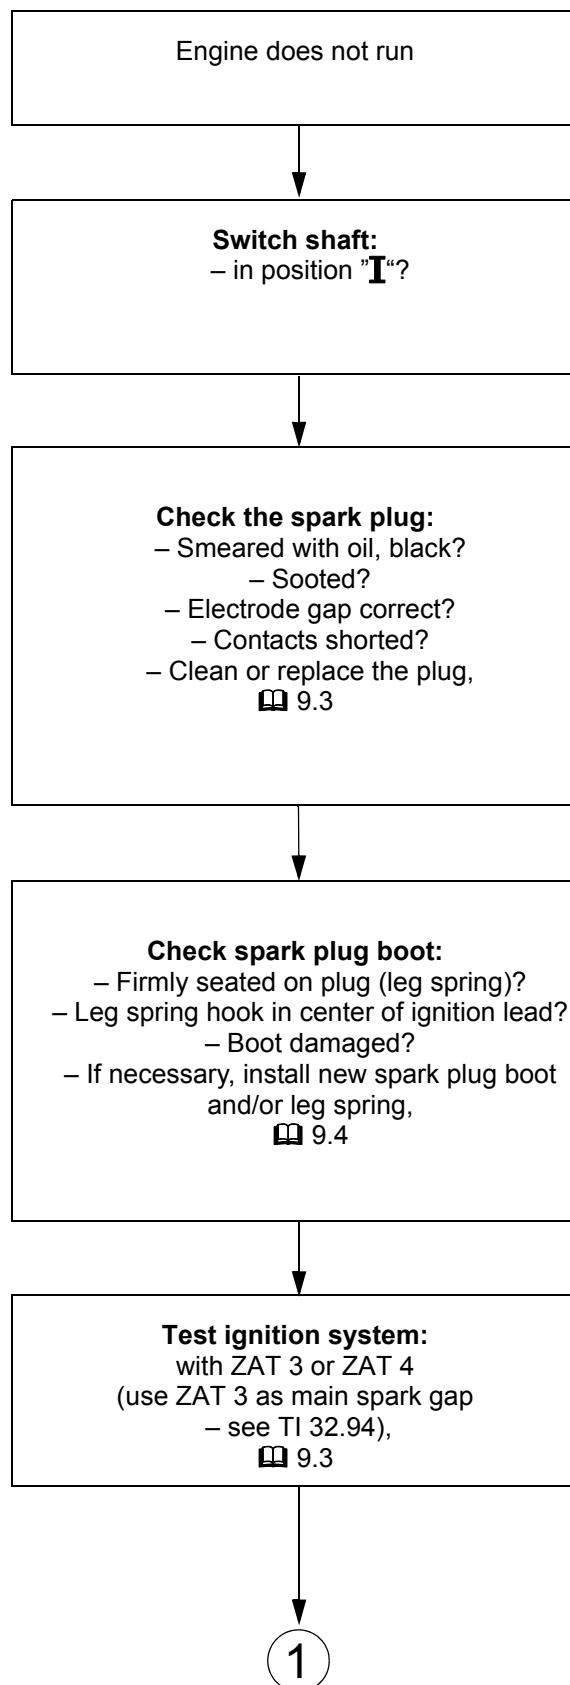 Engine does not run
Switch shaft:
– in position ”I“?
Check the spark plug:
– Smeared with oil, black?
– Sooted?
– Electrode gap correct?
– Contacts shorted?
– Clean or replace the plug,
9.3
Check spark plug boot:
– Firmly seated on plug (leg spring)?
– Leg spring hook in center of ignition lead?
– Boot damaged?
– If necessary, install new spark plug boot
and/or leg spring,
9.4
Test ignition system:
with ZAT 3 or ZAT 4
(use ZAT 3 as main spark gap
– see TI 32.94),
9.3
1